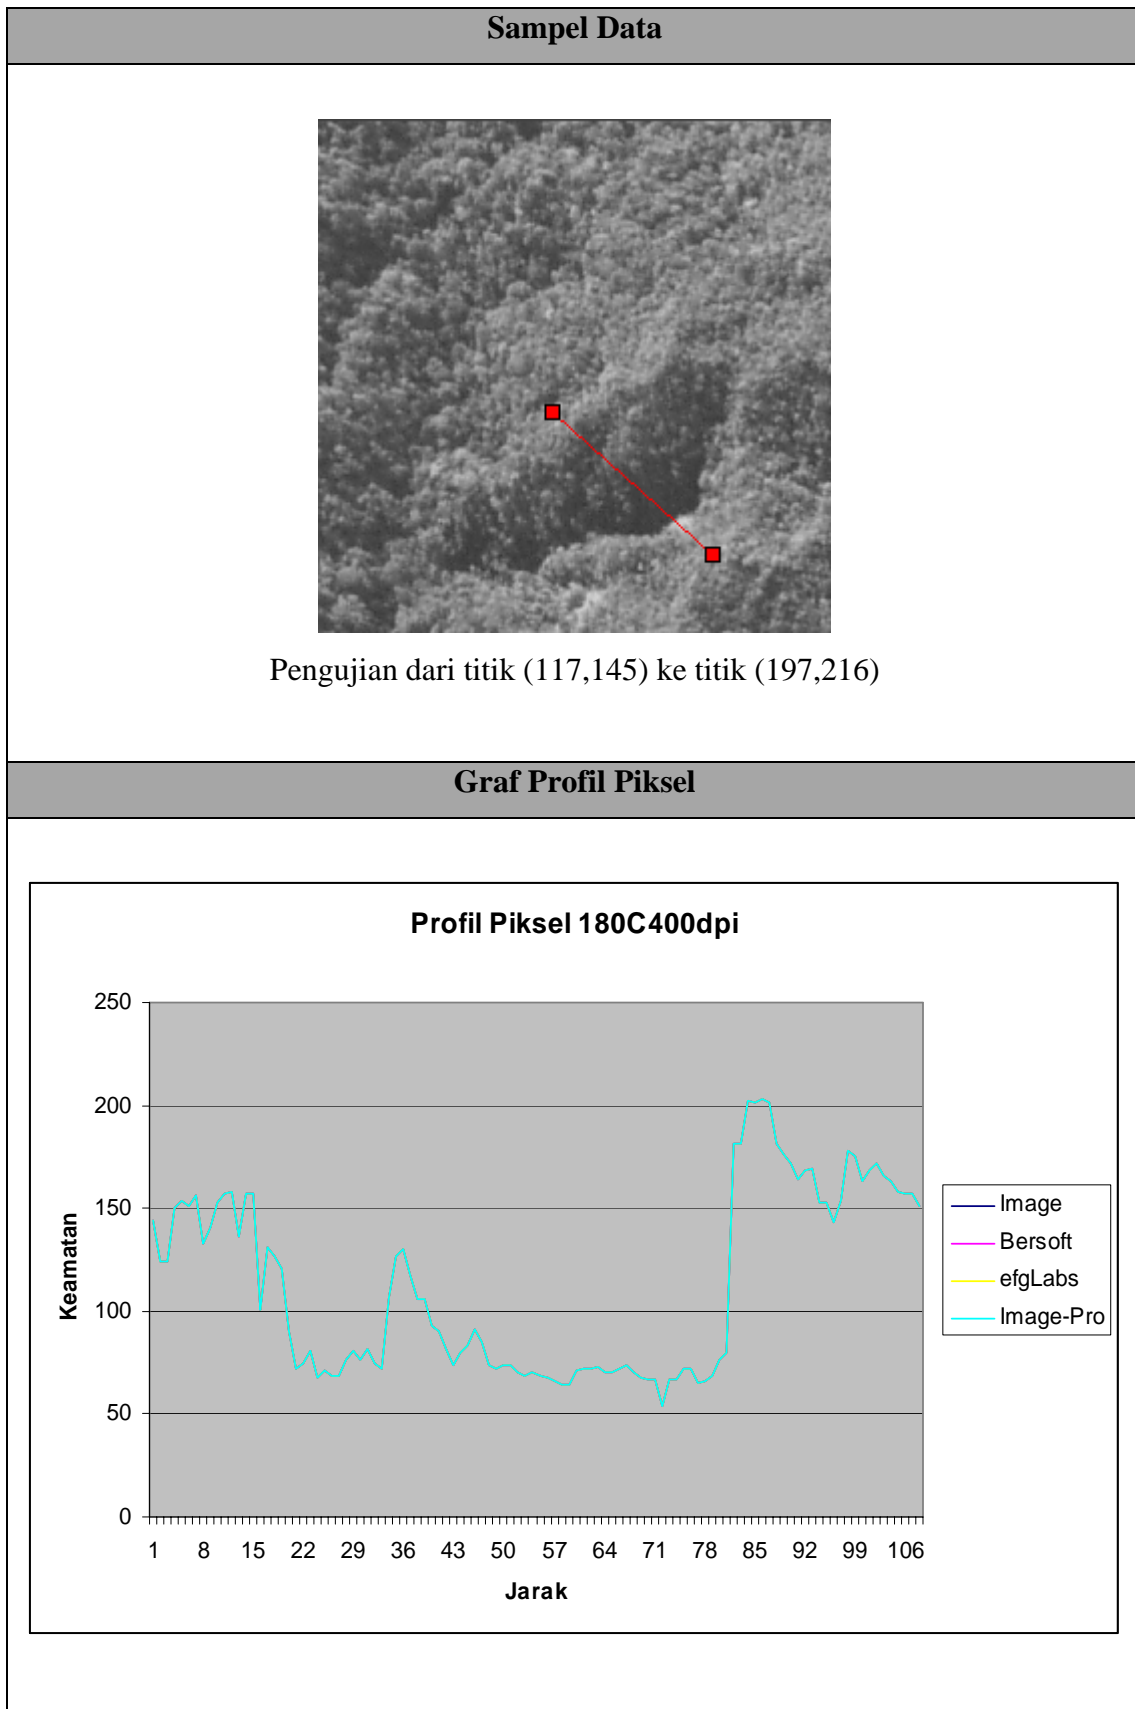 Sampel Data
Pengujian dari titik (117,145) ke titik (197,216)
Graf Profil Piksel
Profil Piksel 180C400dpi
250
200
150
100
50
0
Keamatan
1 8 15 22 29 36 43 50 57 64 71 78 85 92 99 106
Jarak
Image
Bersoft
efgLabs
Image-Pro